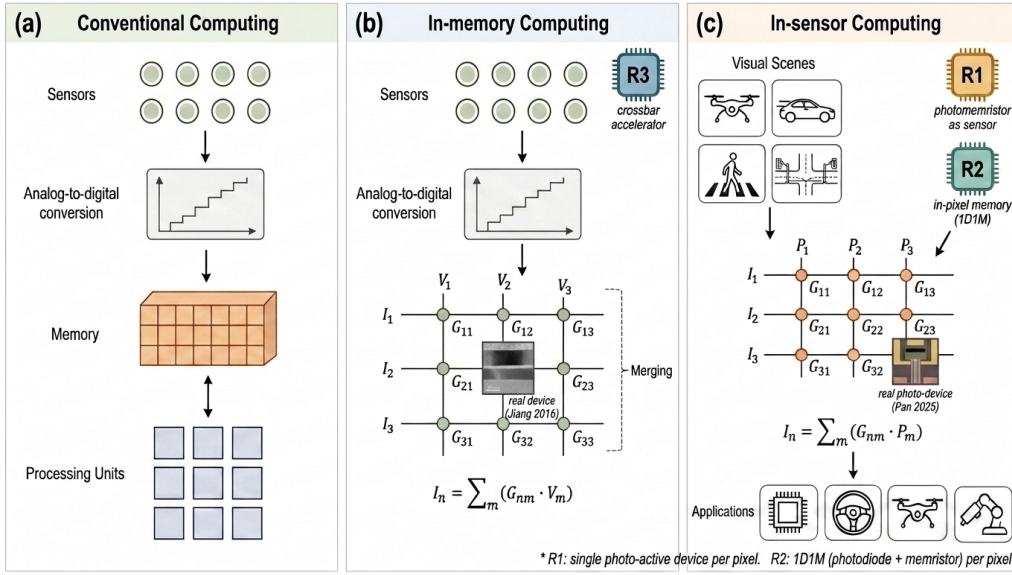 (a) Conventional Computing
Sensors
Analog-to-digital
conversion
Memory
Processing Units
(b) In-memory Computing
Sensors
R3
crossbar
accelerator
Analog-to-digital
conversion
V1 V2 V3
I1
G11 G12 G13
I2
G21 G23
real device
(Jiang 2016)
I3
G31 G32 G33
Merging
In = ∑m (Gnm · Vm)
(c) In-sensor Computing
Visual Scenes
R1
photomemristor
as sensor
R2
in-pixel memory
(1D1M)
P1 P2 P3
I1
G11 G12 G13
I2
G21 G22 G23
I3
G31 G32
real photo-device
(Pan 2025)
In = ∑m (Gnm · Pm)
Applications
* R1: single photo-active device per pixel. R2: 1D1M (photodiode + memristor) per pixel